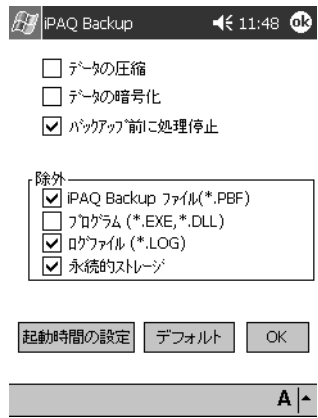 iPAQ Backup 11:48 ok
ﾃﾞｰﾀの圧縮
ﾃﾞｰﾀの暗号化
ﾊﾞｯｸｱｯﾌﾟ前に処理停止
除外
iPAQ Backup ﾌｧｲﾙ(*.PBF)
ﾌﾟﾛｸﾞﾗﾑ (*.EXE,*.DLL)
ﾛｸﾞﾌｧｲﾙ (*.LOG)
永続的ｽﾄﾚｰｼﾞ
起動時間の設定 デフォルト OK
A